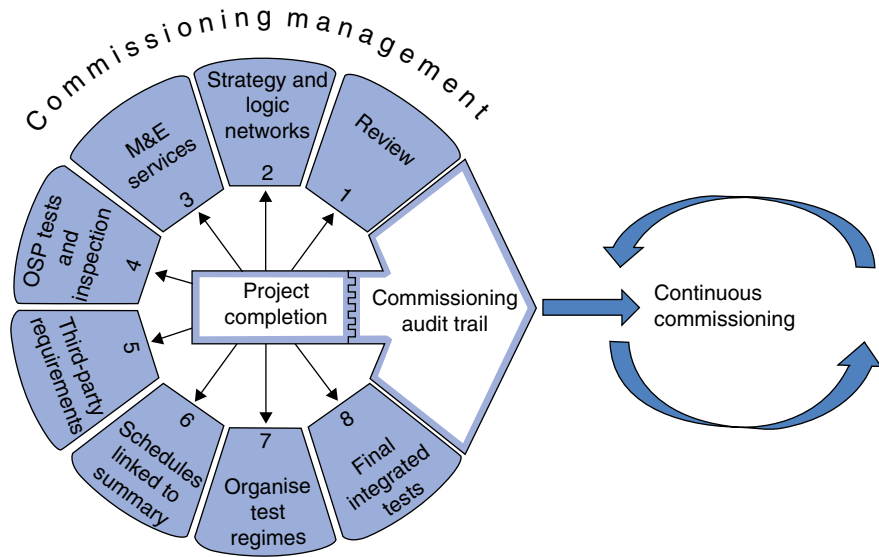 Commissioning management
Review
1
Strategy and
logic
networks
2
M&E
services
3
OSP tests
and
inspection
4
Third-party
requirements
5
Schedules
linked to
summary
6
Organise
test
regimes
7
Final
integrated
tests
8
Project
completion
Commissioning
audit trail
Continuous
commissioning